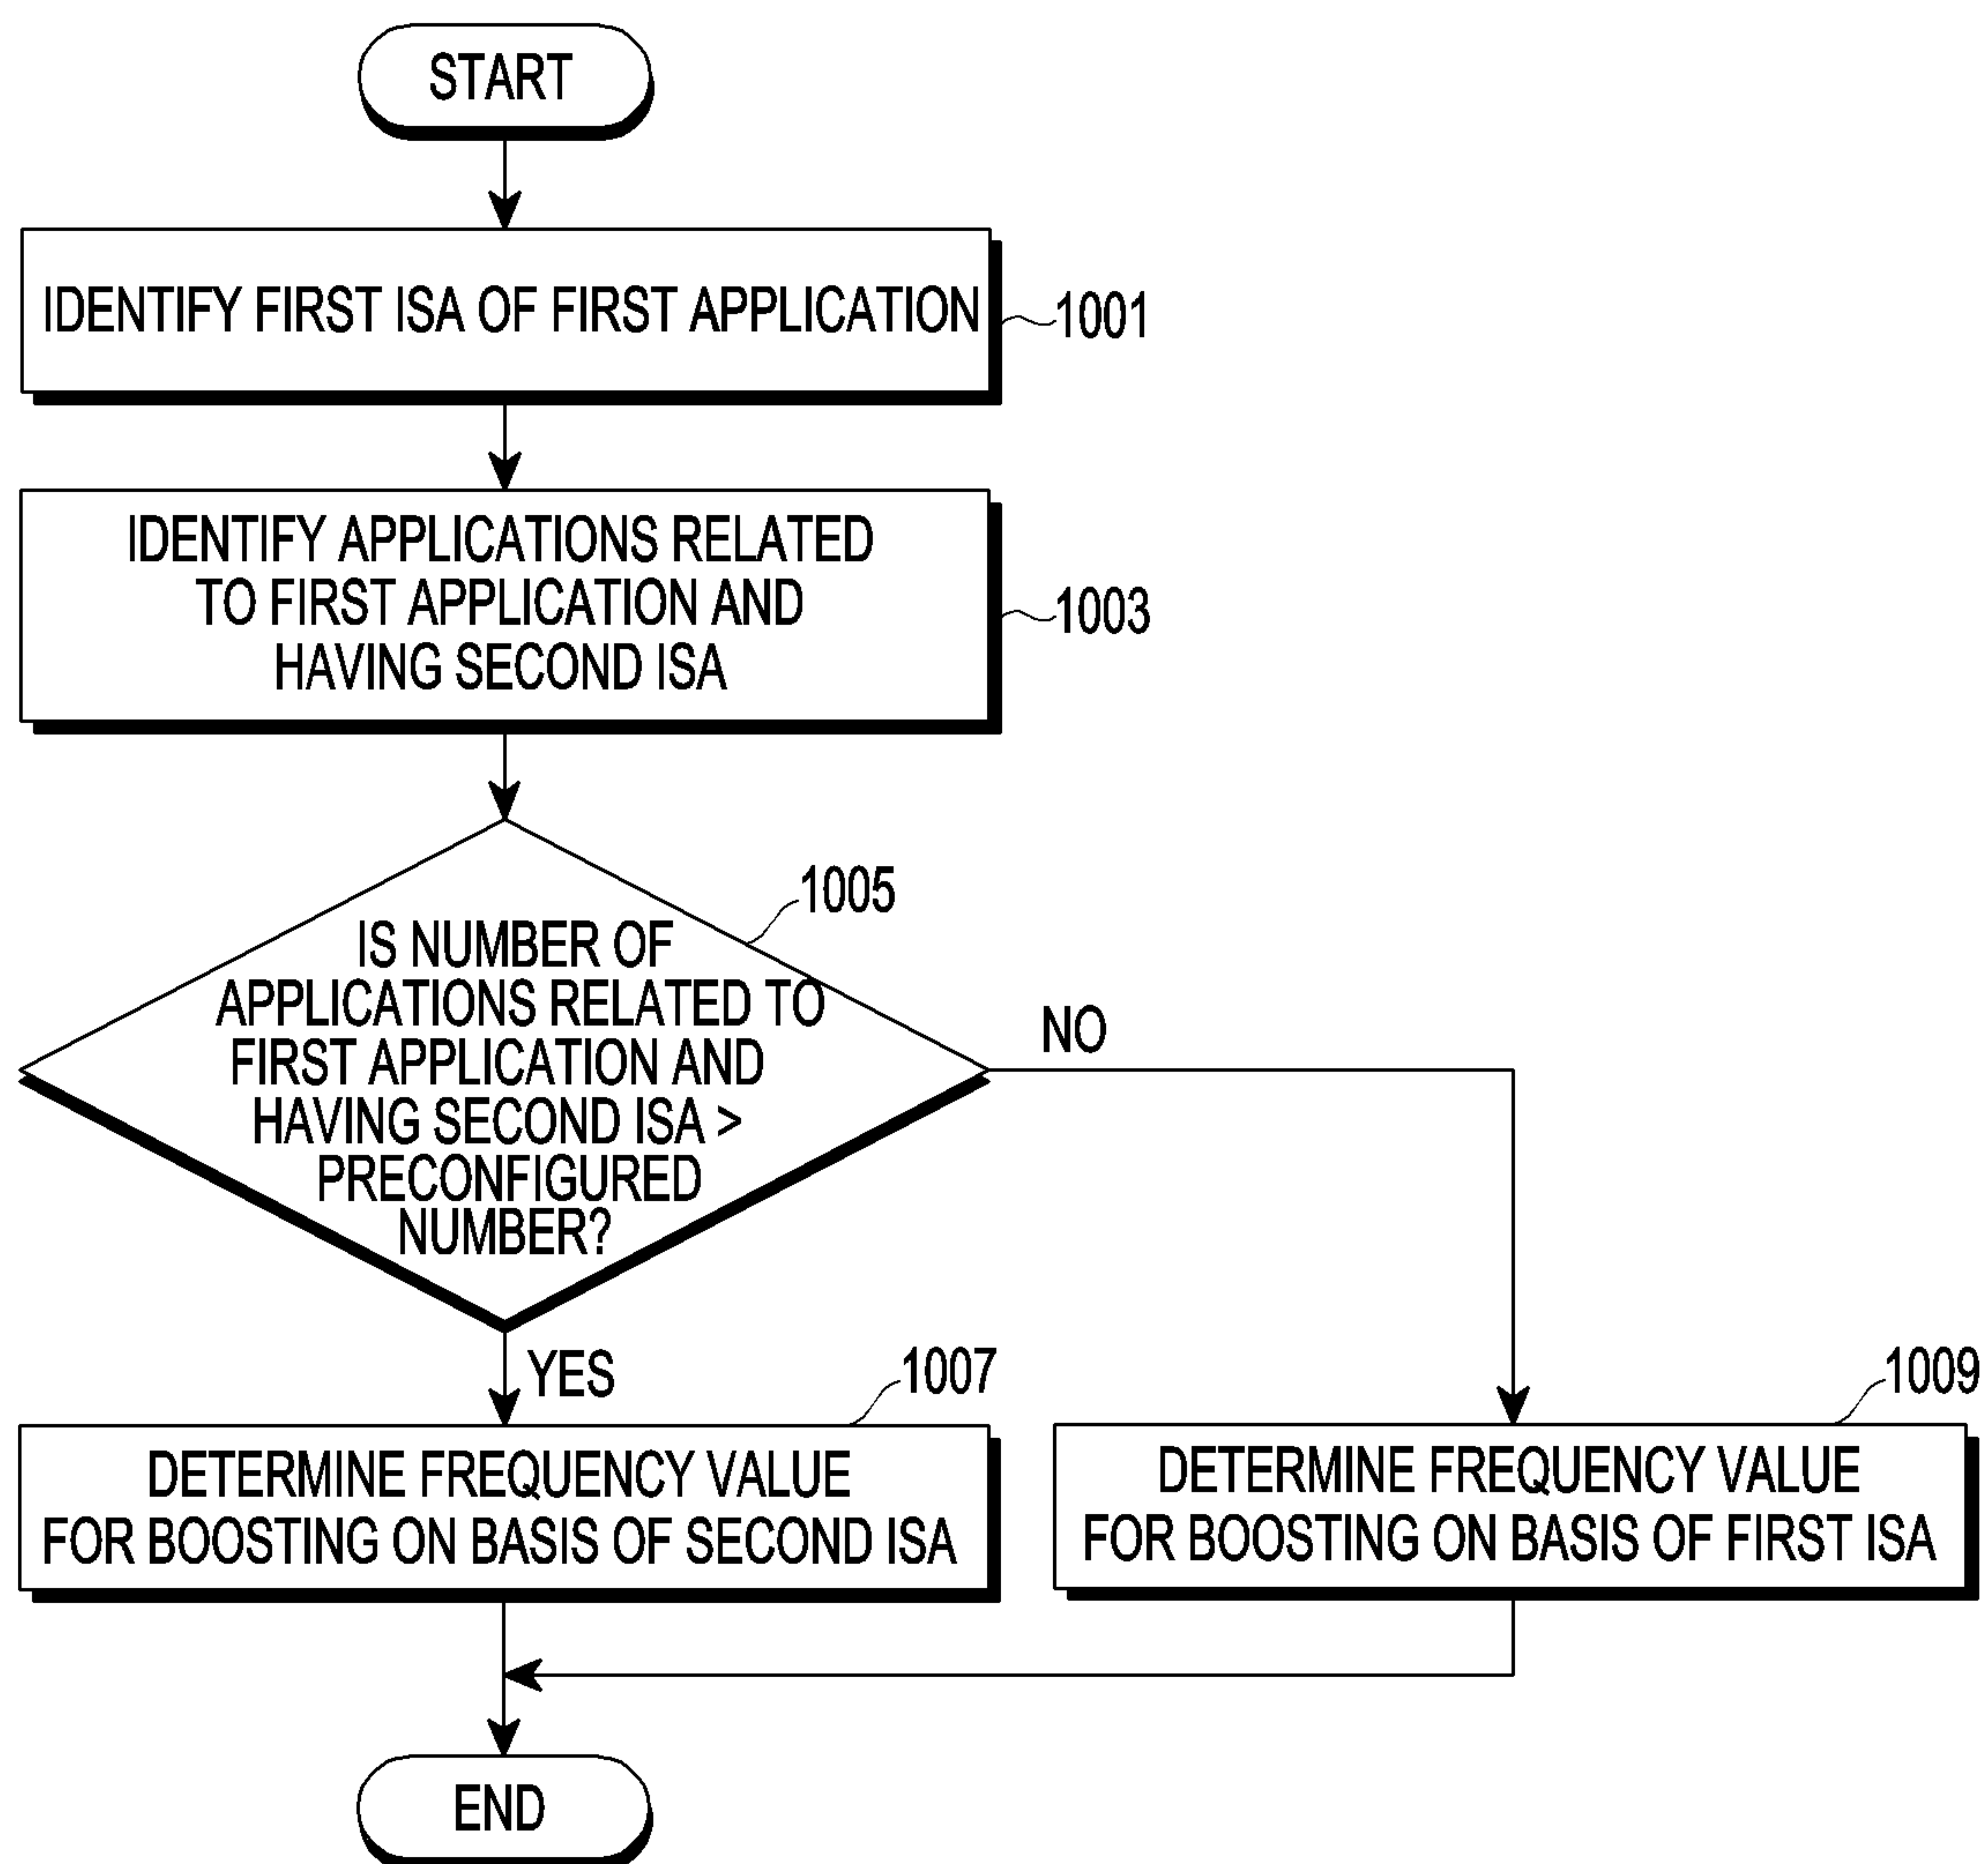 START
IDENTIFY FIRST ISA OF FIRST APPLICATION
1001
IDENTIFY APPLICATIONS RELATED
TO FIRST APPLICATION AND
HAVING SECOND ISA
1003
1005
IS NUMBER OF
APPLICATIONS RELATED TO
FIRST APPLICATION AND
HAVING SECOND ISA >
PRECONFIGURED
NUMBER?
NO
YES
1007
DETERMINE FREQUENCY VALUE
FOR BOOSTING ON BASIS OF SECOND ISA
1009
DETERMINE FREQUENCY VALUE
FOR BOOSTING ON BASIS OF FIRST ISA
END